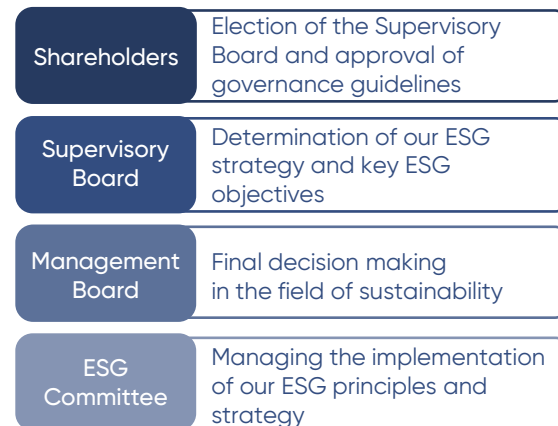 Shareholders
Election of the Supervisory
Board and approval of
governance guidelines
Supervisory
Board
Determination of our ESG
strategy and key ESG
objectives
Management
Board
Final decision making
in the field of sustainability
ESG
Committee
Managing the implementation
of our ESG principles and
strategy